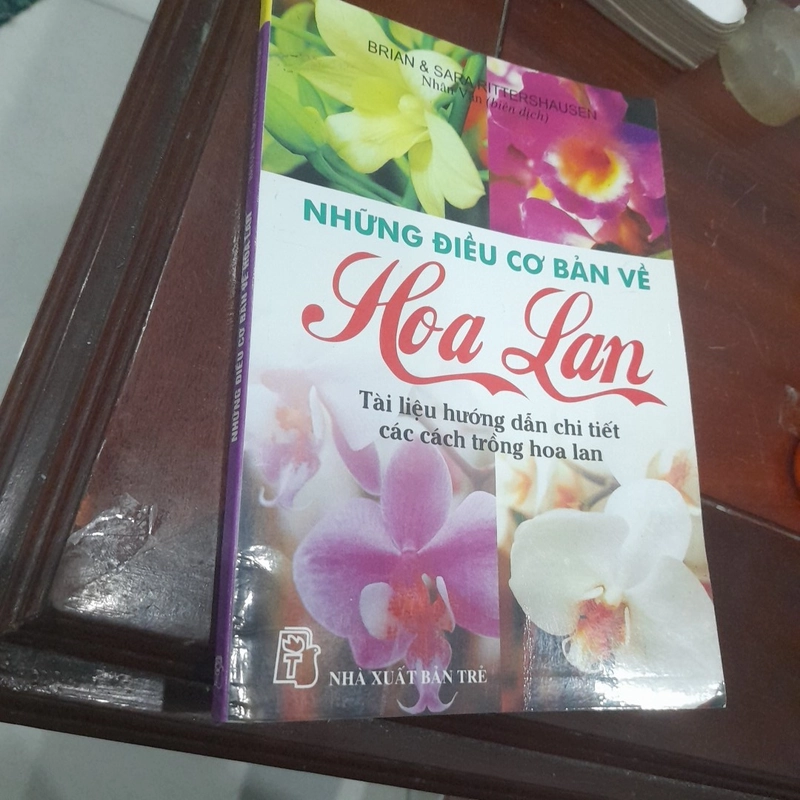 BRIAN & SARA RITTERSHAUSEN
Nhân Văn (biên dịch)
NHỮNG ĐIỀU CƠ BẢN VỀ
Hoa Lan
Tài liệu hướng dẫn chi tiết
các cách trồng hoa lan
NHÀ XUẤT BẢN TRẺ
NHỮNG ĐIỀU CƠ BẢN VỀ HOA LAN